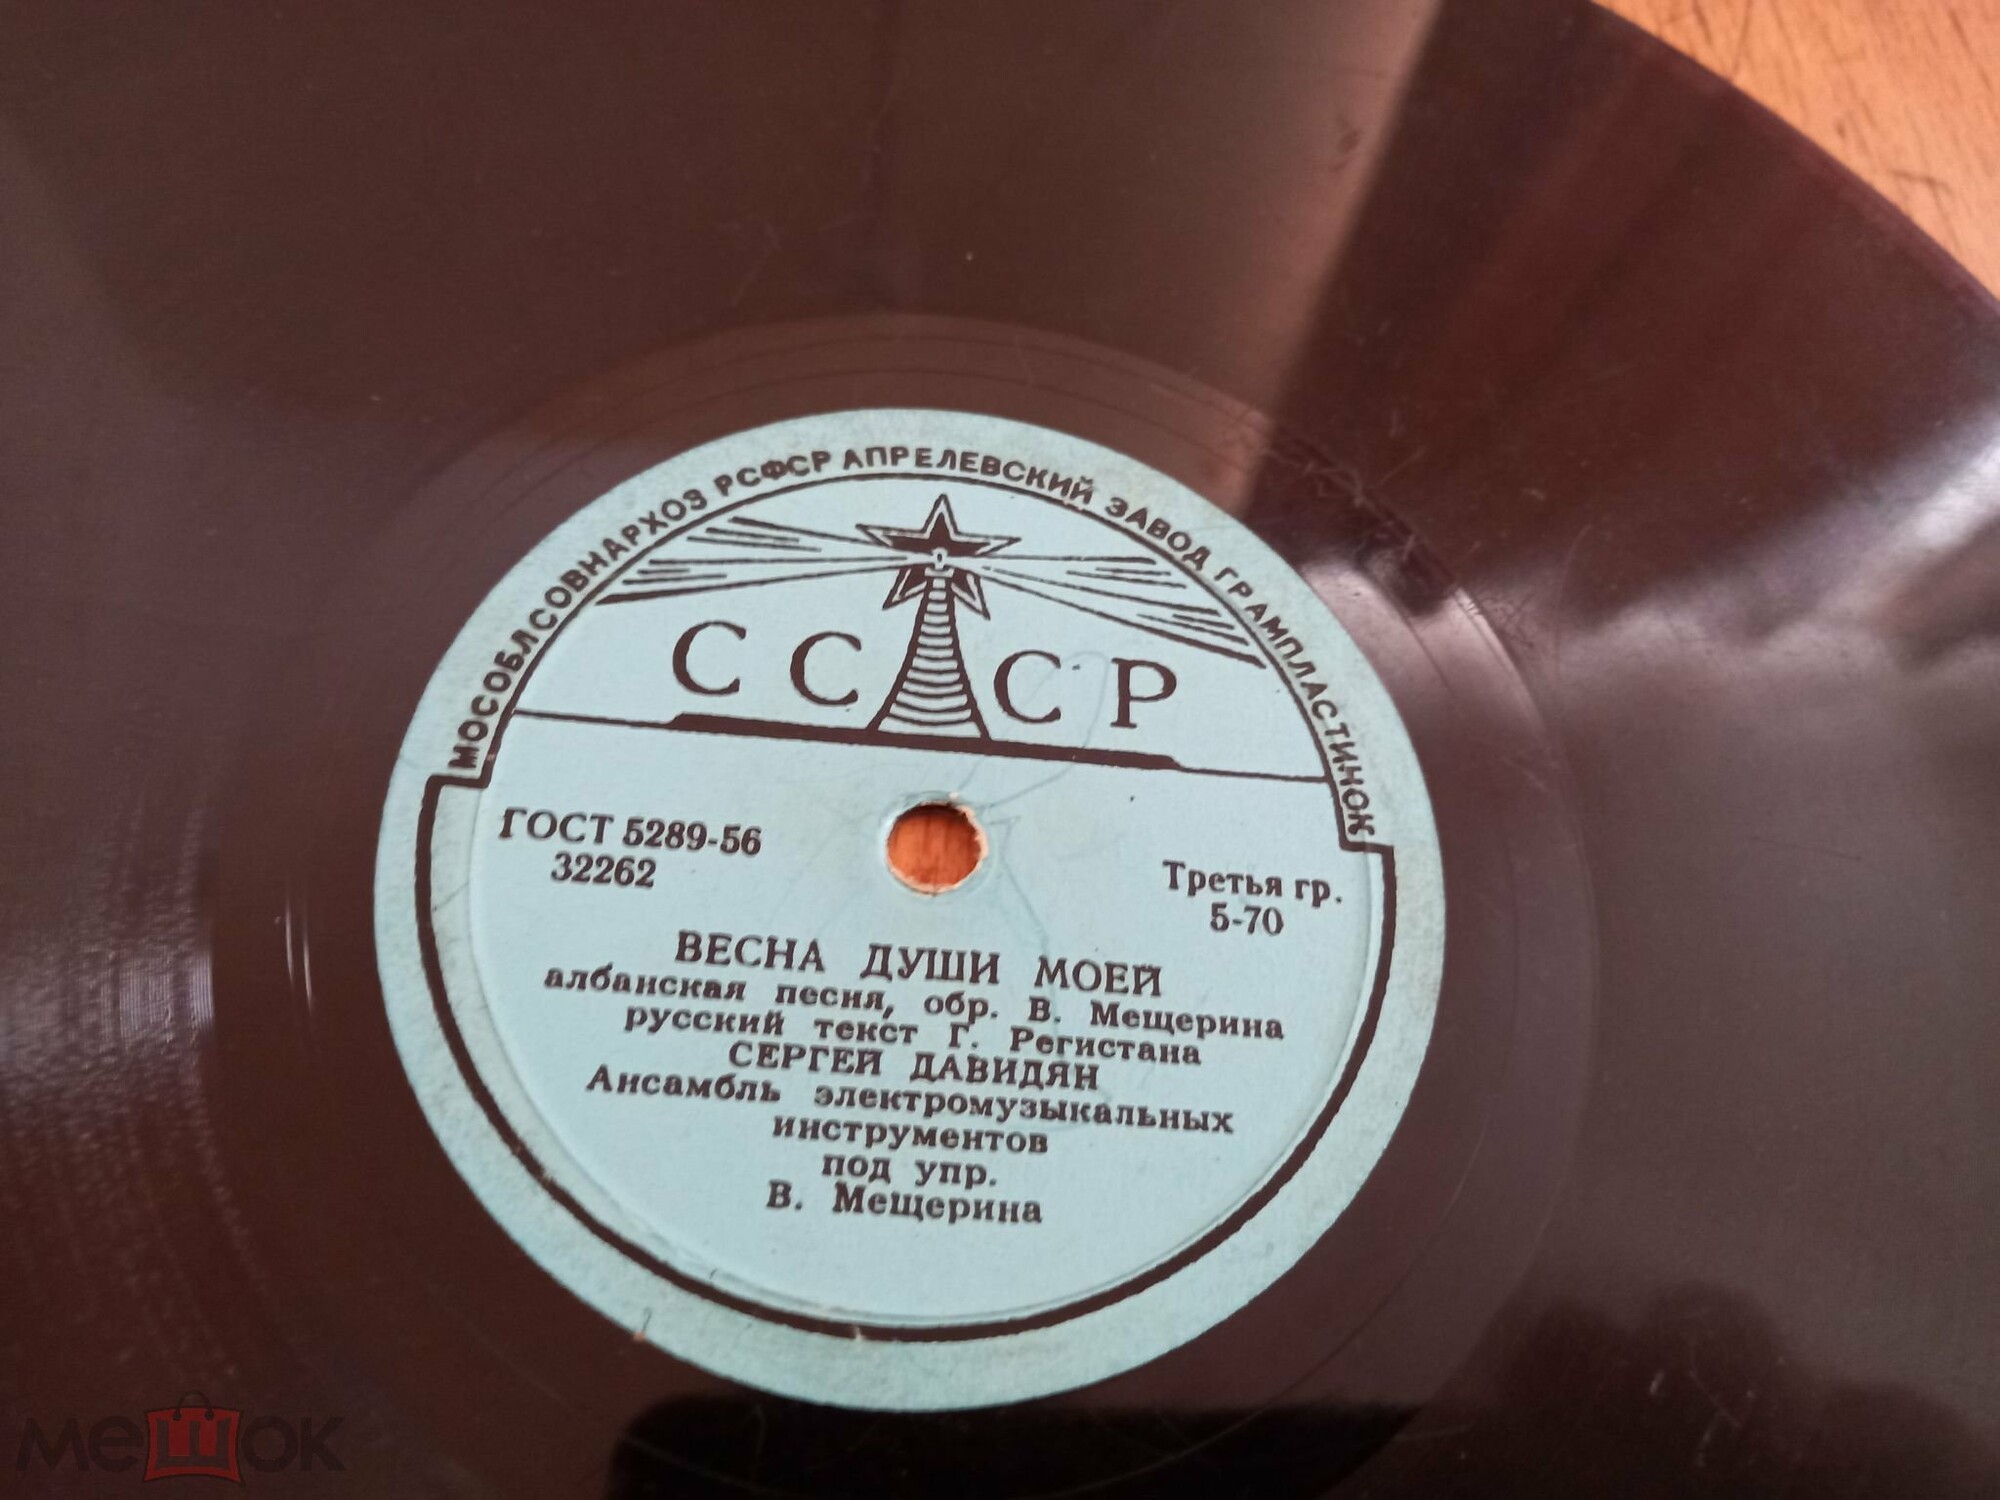 МОСОБЛСОВНАРХОЗ РСФСР АПРЕЛЕВСКИЙ ЗАВОД ГРАМПЛАСТИНОК
СССР
ГОСТ 5289-56
32262
Третья гр.
5-70
ВЕСНА ДУШИ МОЕЙ
албанская песня, обр. В. Мещерина
русский текст Г. Регистана
СЕРГЕЙ ДАВИДЯН
Ансамбль электромузыкальных
инструментов
под упр.
В. Мещерина
мешок